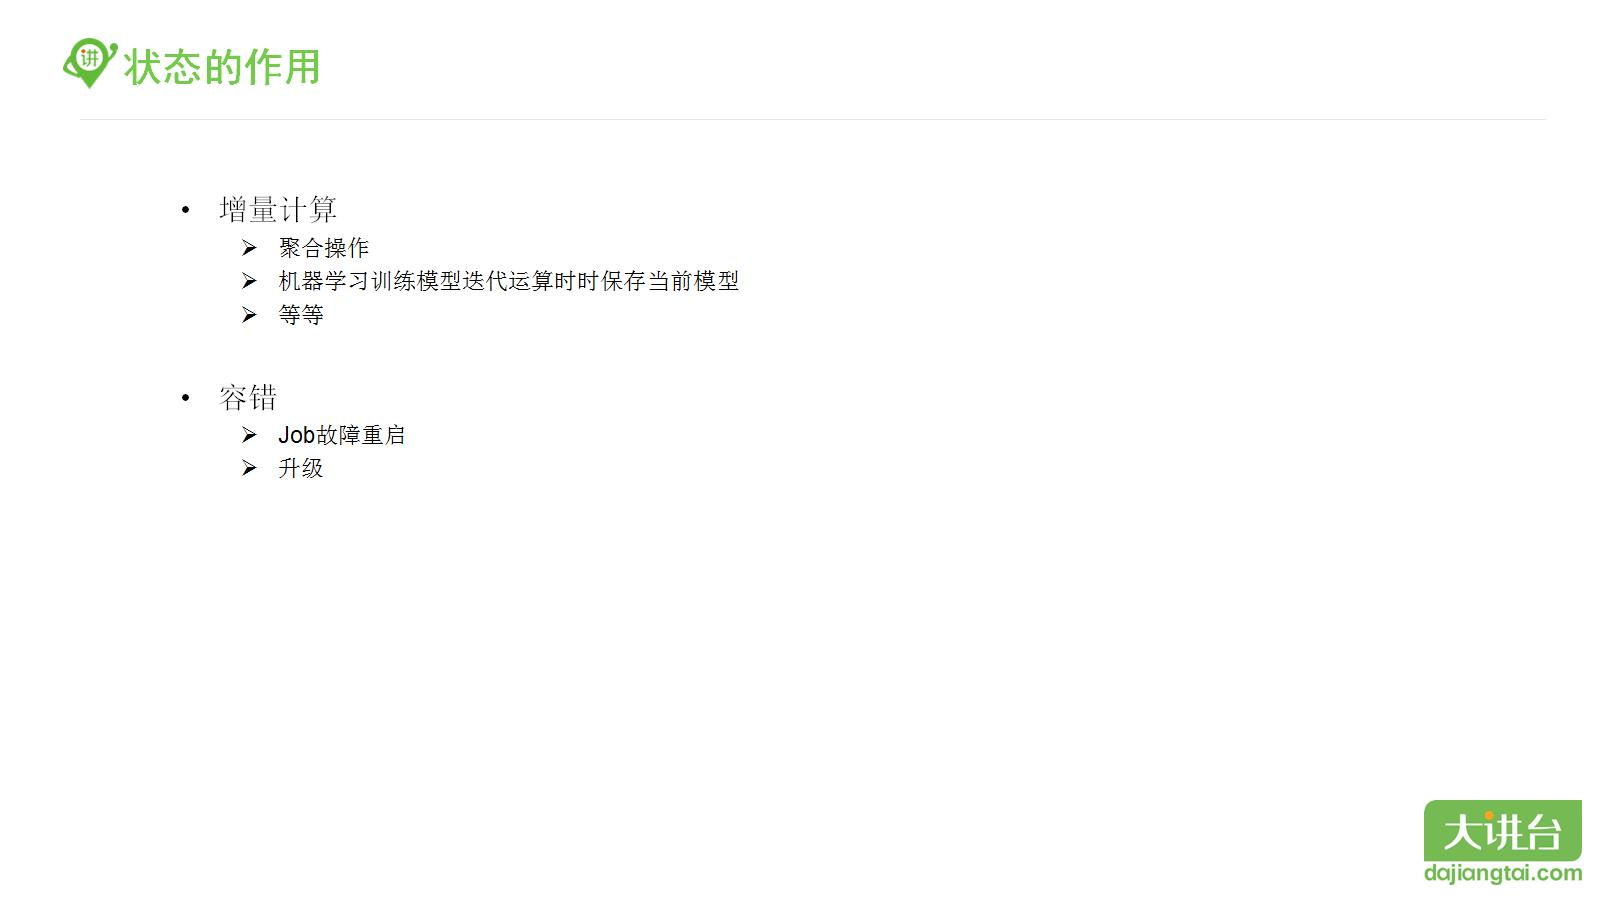 讲
状态的作用
• 增量计算
➢ 聚合操作
➢ 机器学习训练模型迭代运算时时保存当前模型
➢ 等等
• 容错
➢ Job故障重启
➢ 升级
大讲台
dajiangtai.com